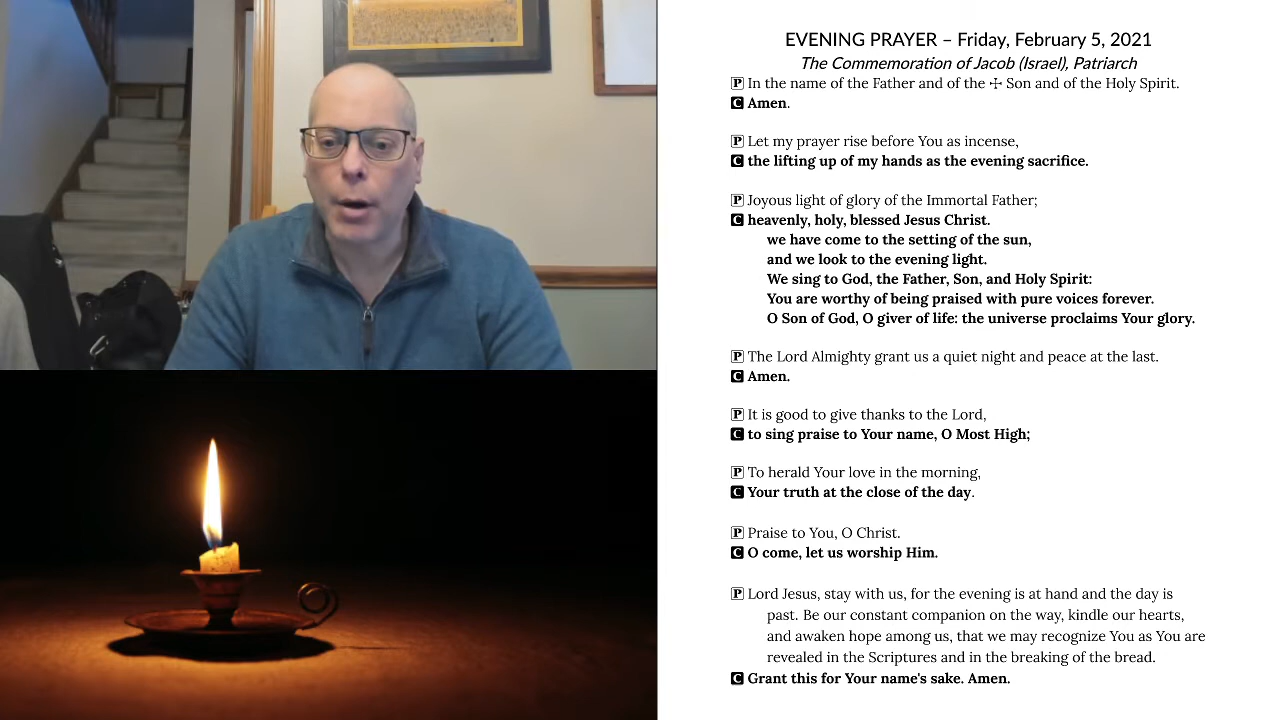 EVENING PRAYER – Friday, February 5, 2021
The Commemoration of Jacob (Israel), Patriarch
P In the name of the Father and of the ☩ Son and of the Holy Spirit.
C Amen.
P Let my prayer rise before You as incense,
C the lifting up of my hands as the evening sacrifice.
P Joyous light of glory of the Immortal Father;
C heavenly, holy, blessed Jesus Christ.
we have come to the setting of the sun,
and we look to the evening light.
We sing to God, the Father, Son, and Holy Spirit:
You are worthy of being praised with pure voices forever.
O Son of God, O giver of life: the universe proclaims Your glory.
P The Lord Almighty grant us a quiet night and peace at the last.
C Amen.
P It is good to give thanks to the Lord,
C to sing praise to Your name, O Most High;
P To herald Your love in the morning,
C Your truth at the close of the day.
P Praise to You, O Christ.
C O come, let us worship Him.
P Lord Jesus, stay with us, for the evening is at hand and the day is
past. Be our constant companion on the way, kindle our hearts,
and awaken hope among us, that we may recognize You as You are
revealed in the Scriptures and in the breaking of the bread.
C Grant this for Your name's sake. Amen.